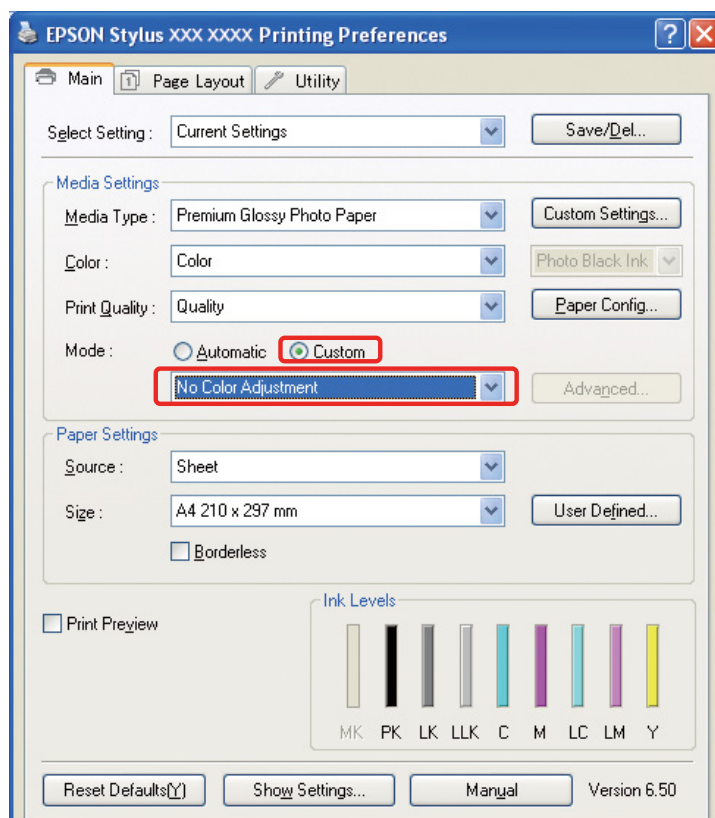 EPSON Stylus XXX XXXX Printing Preferences
Main
Page Layout
Utility
Select Setting :
Current Settings
Save/Del...
Media Settings
Media Type :
Premium Glossy Photo Paper
Custom Settings...
Color :
Color
Photo Black Ink
Print Quality :
Quality
Paper Config...
Mode :
Automatic
Custom
No Color Adjustment
Advanced...
Paper Settings
Source :
Sheet
Size :
A4 210 x 297 mm
User Defined...
Borderless
Print Preview
Ink Levels
MK PK LK LLK C M LC LM Y
Reset Defaults(Y)
Show Settings...
Manual
Version 6.50